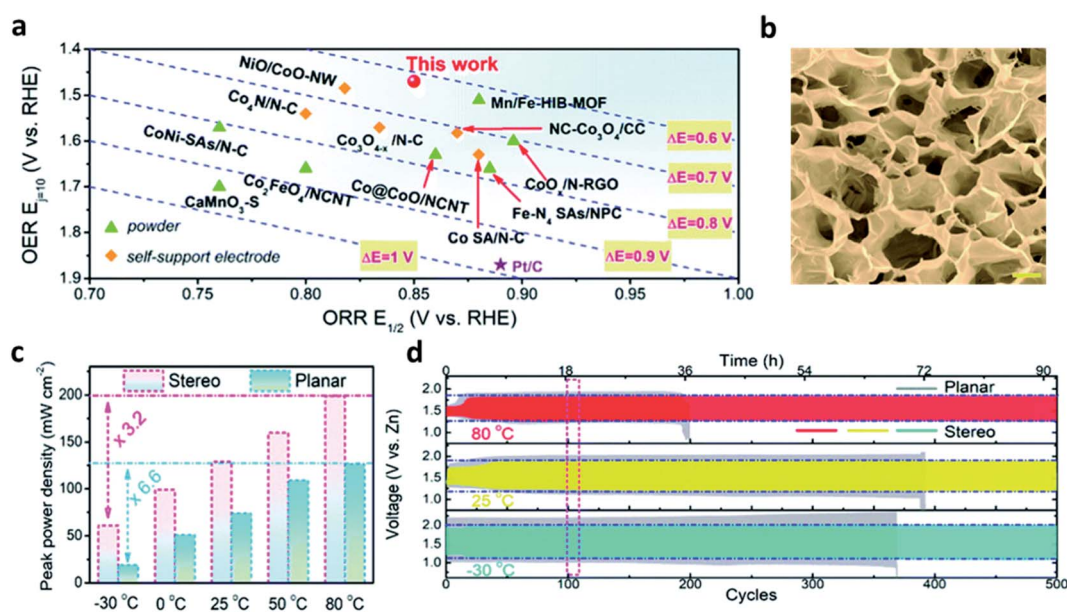 a
OER E_{j=10} (V vs. RHE)
1.4
1.5
1.6
1.7
1.8
1.9
0.70
0.75
0.80
0.85
0.90
0.95
1.00
ORR E_{1/2} (V vs. RHE)
This work
NiO/CoO-NW
Mn/Fe-HIB-MOF
Co₄N/N-C
NC-Co₃O₄/CC
CoNi-SAs/N-C
Co₃O₄₋ₓ/N-C
CoOₓ/N-RGO
Co₂FeO₄/NCNT
Co@CoO/NCNT
Fe-N₄ SAs/NPC
CaMnO₃-S
Co SA/N-C
Pt/C
ΔE=0.6 V
ΔE=0.7 V
ΔE=0.8 V
ΔE=0.9 V
ΔE=1 V
powder
self-support electrode
b
c
Peak power density (mW cm⁻²)
200
150
100
50
0
Stereo
Planar
x 3.2
x 6.6
-30 °C
0 °C
25 °C
50 °C
80 °C
d
Time (h)
0
18
36
54
72
90
Voltage (V vs. Zn)
2.0
1.5
1.0
80 °C
Planar
Stereo
2.0
1.5
1.0
25 °C
2.0
1.5
1.0
-30 °C
0
100
200
300
400
500
Cycles